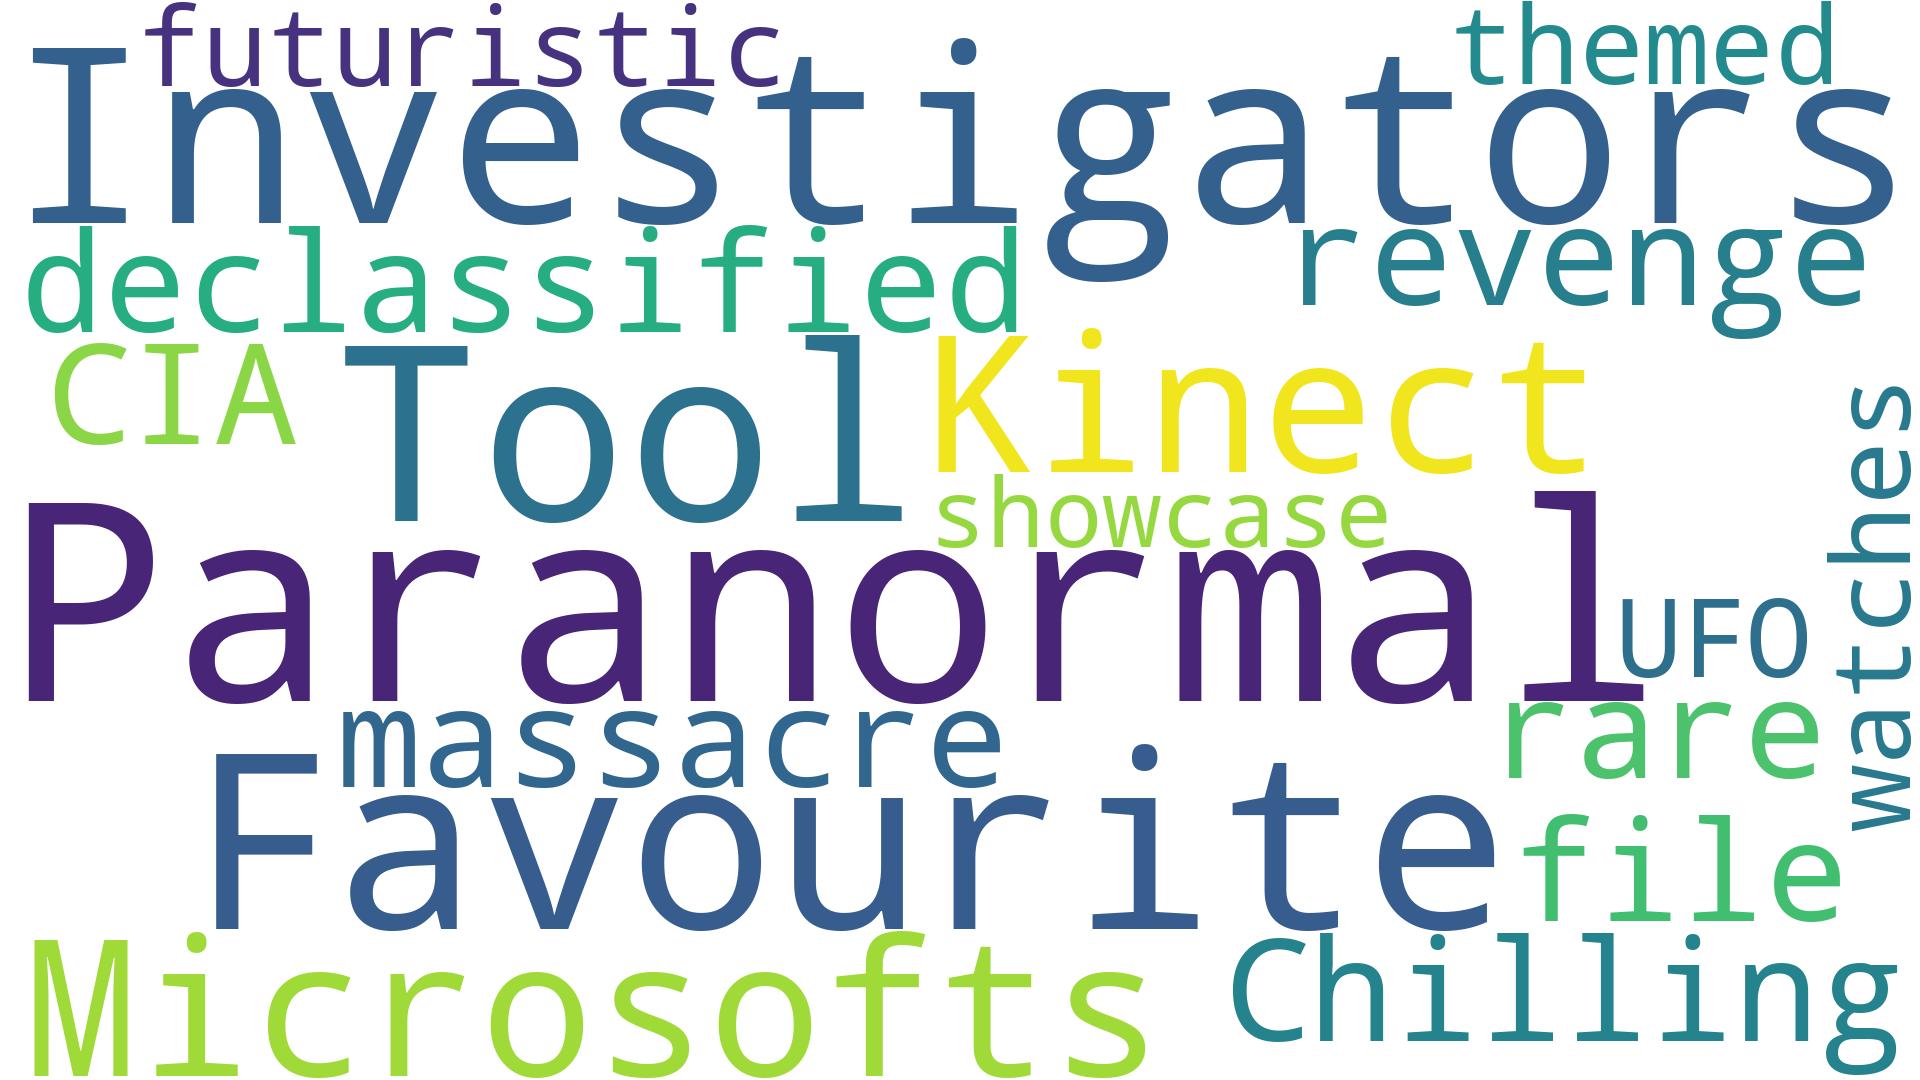 futuristic
themed
Investigators
declassified
revenge
CIA
Tool
Kinect
showcase
watches
Paranormal
UFO
massacre
rare
Favourite
file
Microsofts
Chilling